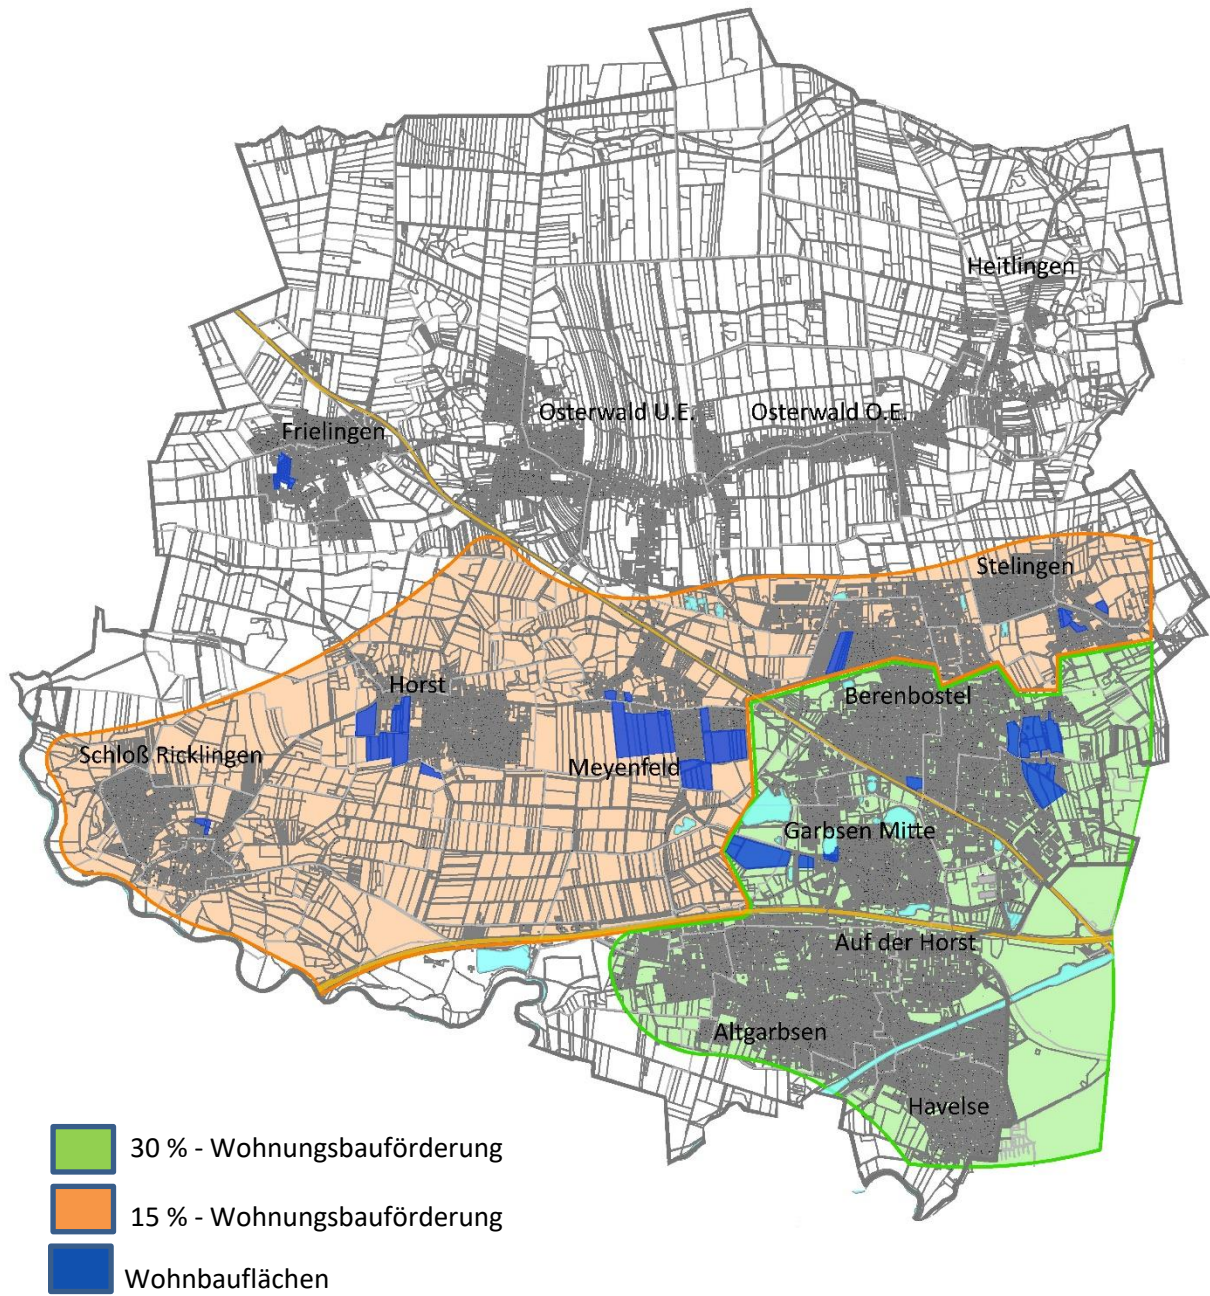 Heitlingen
Osterwald U.E.
Osterwald O.E.
Frielingen
Stelingen
Horst
Berenbostel
Schloß Ricklingen
Meyenfeld
Garbsen Mitte
Auf der Horst
Altgarbsen
Havelse
30 % - Wohnungsbauförderung
15 % - Wohnungsbauförderung
Wohnbauflächen